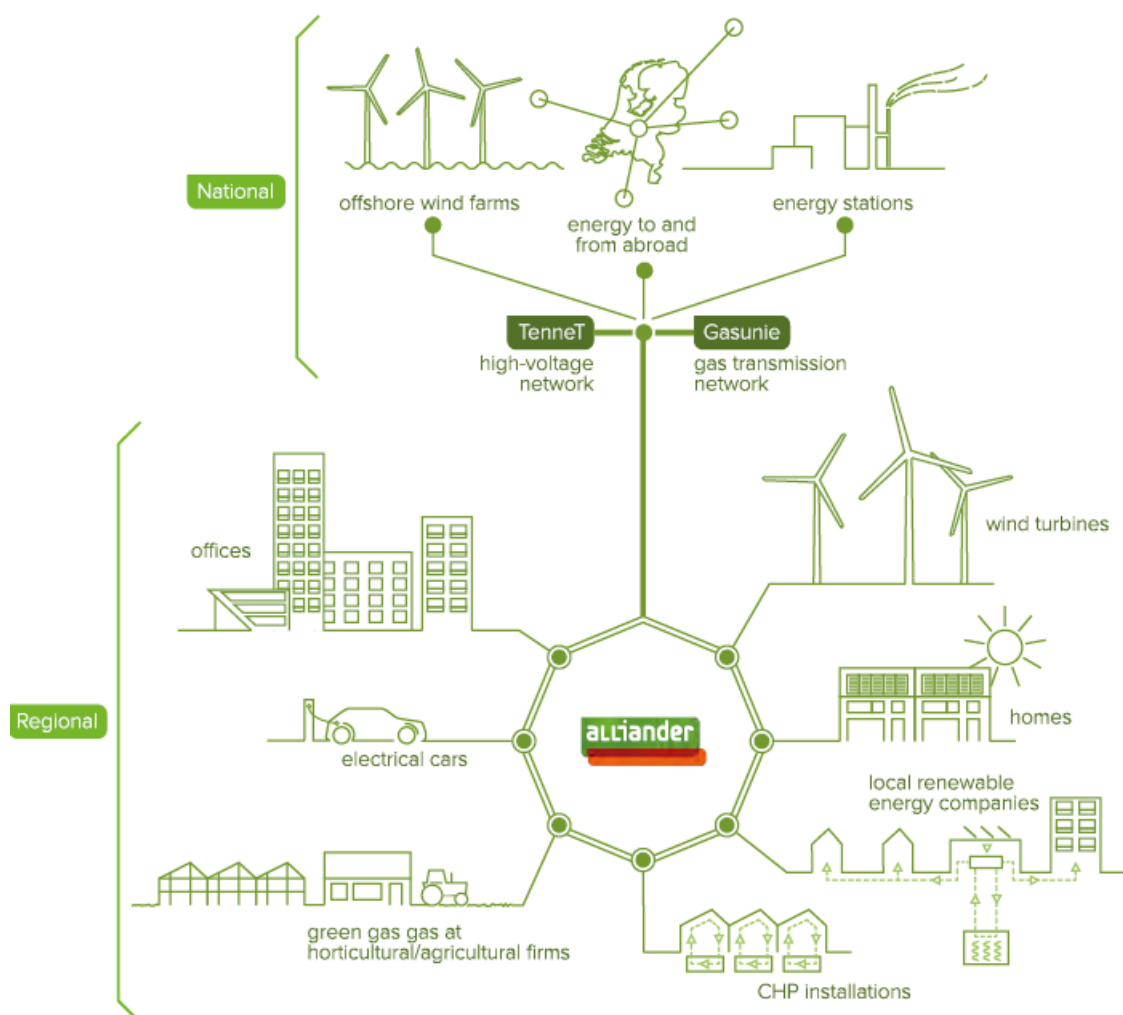 National
offshore wind farms
energy to and
from abroad
energy stations
TenneT
high-voltage
network
Gasunie
gas transmission
network
Regional
offices
wind turbines
electrical cars
alliander
homes
local renewable
energy companies
green gas gas at
horticultural/agricultural firms
CHP installations